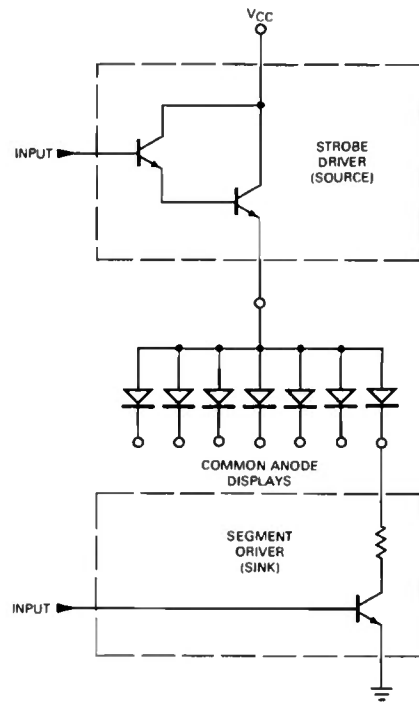 VCC
STROBE
DRIVER
(SOURCE)
INPUT
COMMON ANODE
DISPLAYS
SEGMENT
ORIVER
(SINK)
INPUT